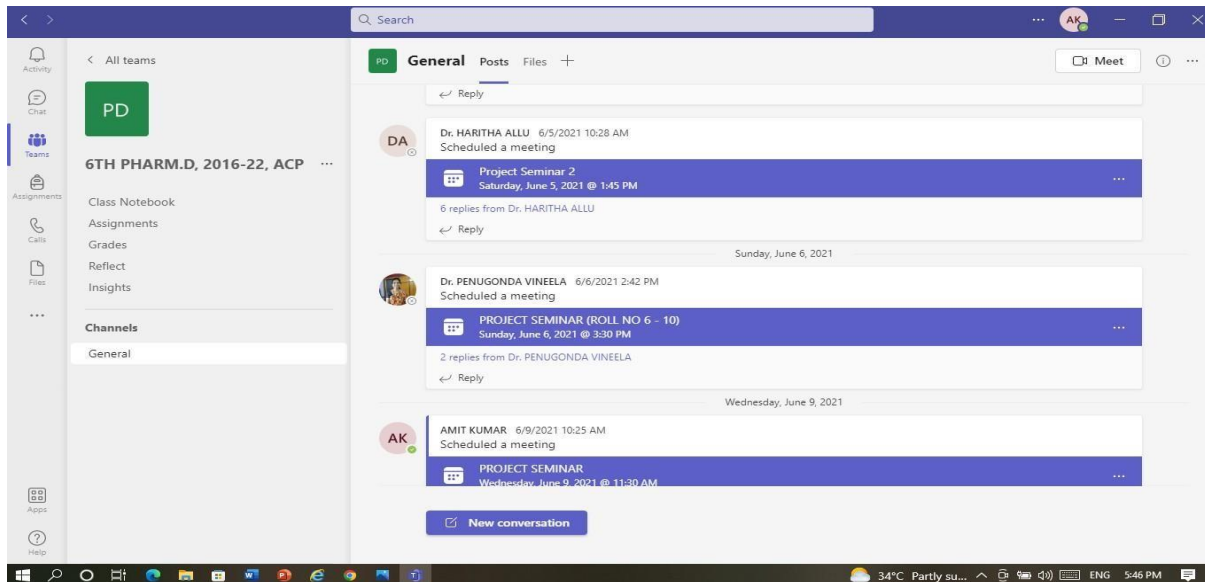 Search
AK
Activity
Chat
Teams
Assignments
Calls
Files
Apps
Help
All teams
PD
6TH PHARM.D, 2016-22, ACP
Class Notebook
Assignments
Grades
Reflect
Insights
Channels
General
PD General Posts Files
Meet
Reply
DA
Dr. HARITHA ALLU 6/5/2021 10:28 AM
Scheduled a meeting
Project Seminar 2
Saturday, June 5, 2021 @ 1:45 PM
6 replies from Dr. HARITHA ALLU
Reply
Sunday, June 6, 2021
Dr. PENUGONDA VINEELA 6/6/2021 2:42 PM
Scheduled a meeting
PROJECT SEMINAR (ROLL NO 6 - 10)
Sunday, June 6, 2021 @ 3:30 PM
2 replies from Dr. PENUGONDA VINEELA
Reply
Wednesday, June 9, 2021
AK
AMIT KUMAR 6/9/2021 10:25 AM
Scheduled a meeting
PROJECT SEMINAR
Wednesday, June 9, 2021 @ 11:30 AM
New conversation
34°C Partly su... ENG 5:46 PM